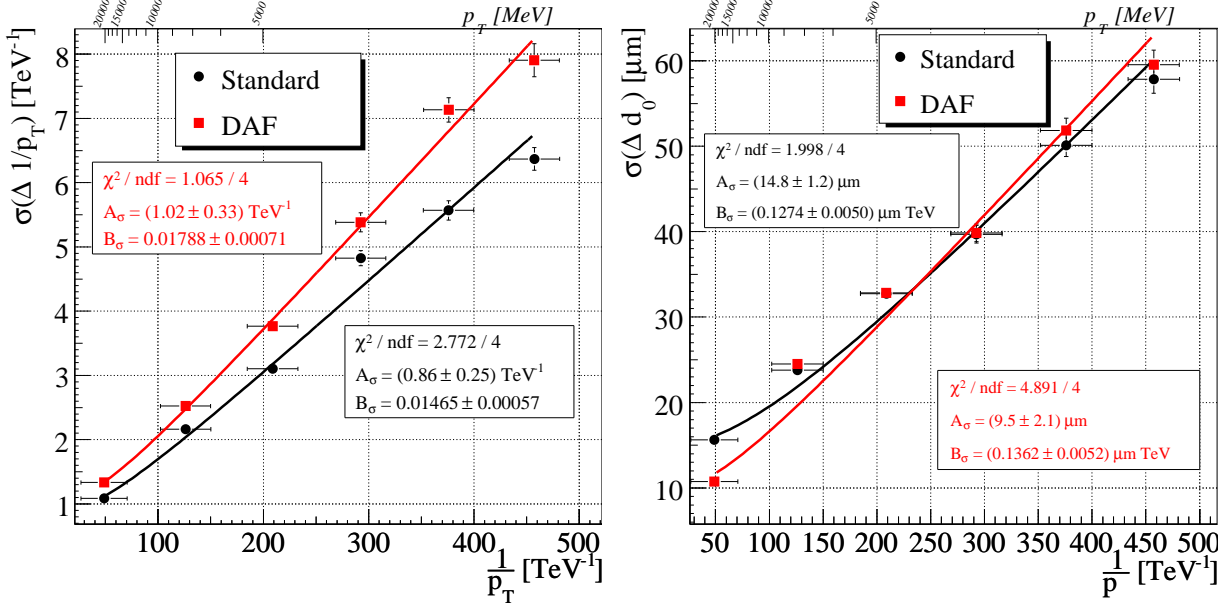 20000
15000
10000
5000
p_T [MeV]
σ(Δ 1/p_T) [TeV⁻¹]
8
7
6
5
4
3
2
1
Standard
DAF
χ² / ndf = 1.065 / 4
A_σ = (1.02 ± 0.33) TeV⁻¹
B_σ = 0.01788 ± 0.00071
χ² / ndf = 2.772 / 4
A_σ = (0.86 ± 0.25) TeV⁻¹
B_σ = 0.01465 ± 0.00057
100 200 300 400 500
1/p_T [TeV⁻¹]
20000
15000
10000
5000
p_T [MeV]
σ(Δ d_0) [μm]
60
50
40
30
20
10
Standard
DAF
χ² / ndf = 1.998 / 4
A_σ = (14.8 ± 1.2) μm
B_σ = (0.1274 ± 0.0050) μm TeV
χ² / ndf = 4.891 / 4
A_σ = (9.5 ± 2.1) μm
B_σ = (0.1362 ± 0.0052) μm TeV
50 100 150 200 250 300 350 400 450 500
1/p [TeV⁻¹]